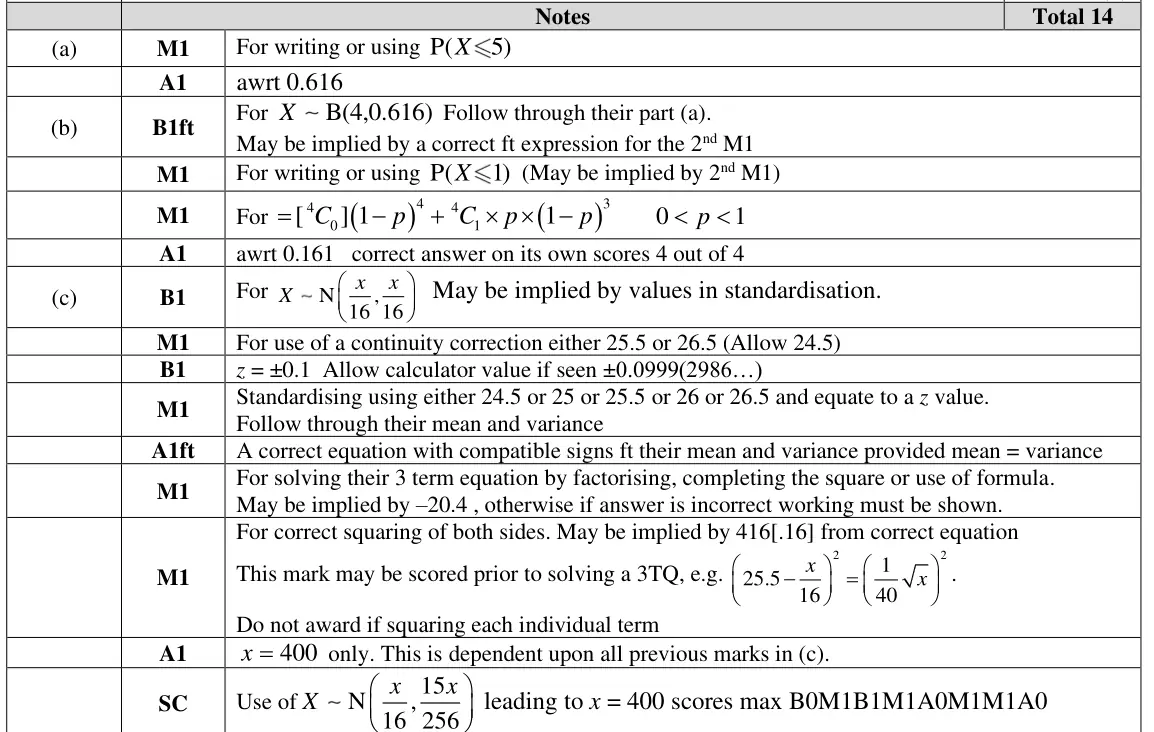 Notes Total 14
(a) M1 For writing or using P(X⩽5)
A1 awrt 0.616
(b) B1ft For X ~ B(4,0.616) Follow through their part (a).
May be implied by a correct ft expression for the 2nd M1
M1 For writing or using P(X⩽1) (May be implied by 2nd M1)
M1 For =[⁴C₀](1−p)⁴ + ⁴C₁×p×(1−p)³ 0<p<1
A1 awrt 0.161 correct answer on its own scores 4 out of 4
(c) B1 For X ~ N(x/16, x/16) May be implied by values in standardisation.
M1 For use of a continuity correction either 25.5 or 26.5 (Allow 24.5)
B1 z = ±0.1 Allow calculator value if seen ±0.0999(2986…)
M1 Standardising using either 24.5 or 25 or 25.5 or 26 or 26.5 and equate to a z value.
Follow through their mean and variance
A1ft A correct equation with compatible signs ft their mean and variance provided mean = variance
M1 For solving their 3 term equation by factorising, completing the square or use of formula.
May be implied by –20.4 , otherwise if answer is incorrect working must be shown.
M1 For correct squaring of both sides. May be implied by 416[.16] from correct equation
This mark may be scored prior to solving a 3TQ, e.g. (25.5 − x/16)² = (1/40 √x)².
Do not award if squaring each individual term
A1 x = 400 only. This is dependent upon all previous marks in (c).
SC Use of X ~ N(x/16, 15x/256) leading to x = 400 scores max B0M1B1M1A0M1M1A0